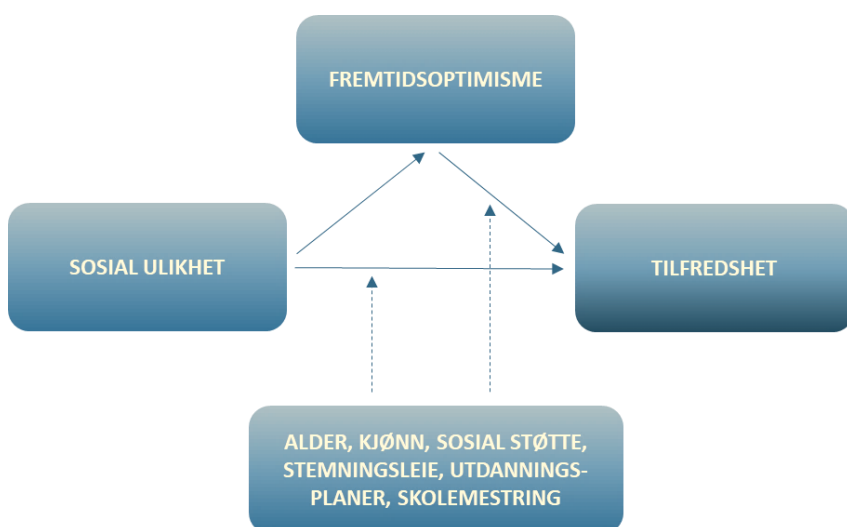 FREMTIDSOPTIMISME
SOSIAL ULIKHET
TILFREDSHET
ALDER, KJØNN, SOSIAL STØTTE,
STEMNINGSLEIE, UTDANNINGS-
PLANER, SKOLEMESTRING